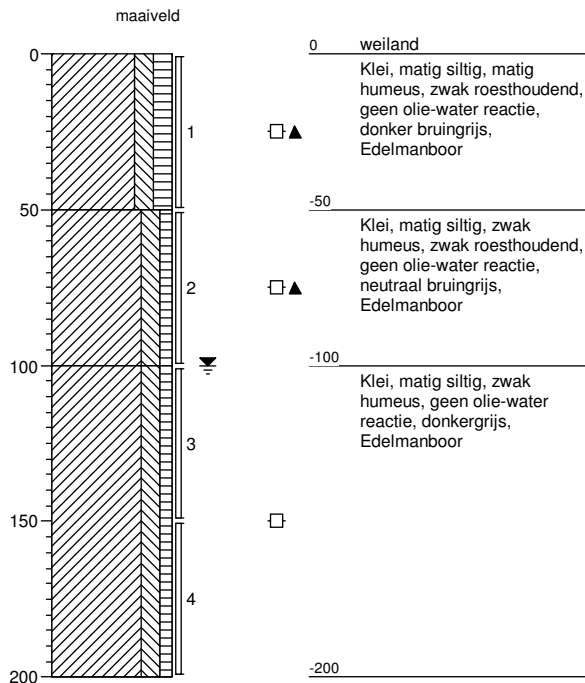 maaiveld
0
50
100
150
200
1
2
3
4
0 weiland
Klei, matig siltig, matig
humeus, zwak roesthoudend,
geen olie-water reactie,
donker bruingrijs,
Edelmanboor
-50
Klei, matig siltig, zwak
humeus, zwak roesthoudend,
geen olie-water reactie,
neutraal bruingrijs,
Edelmanboor
-100
Klei, matig siltig, zwak
humeus, geen olie-water
reactie, donkergrijs,
Edelmanboor
-200